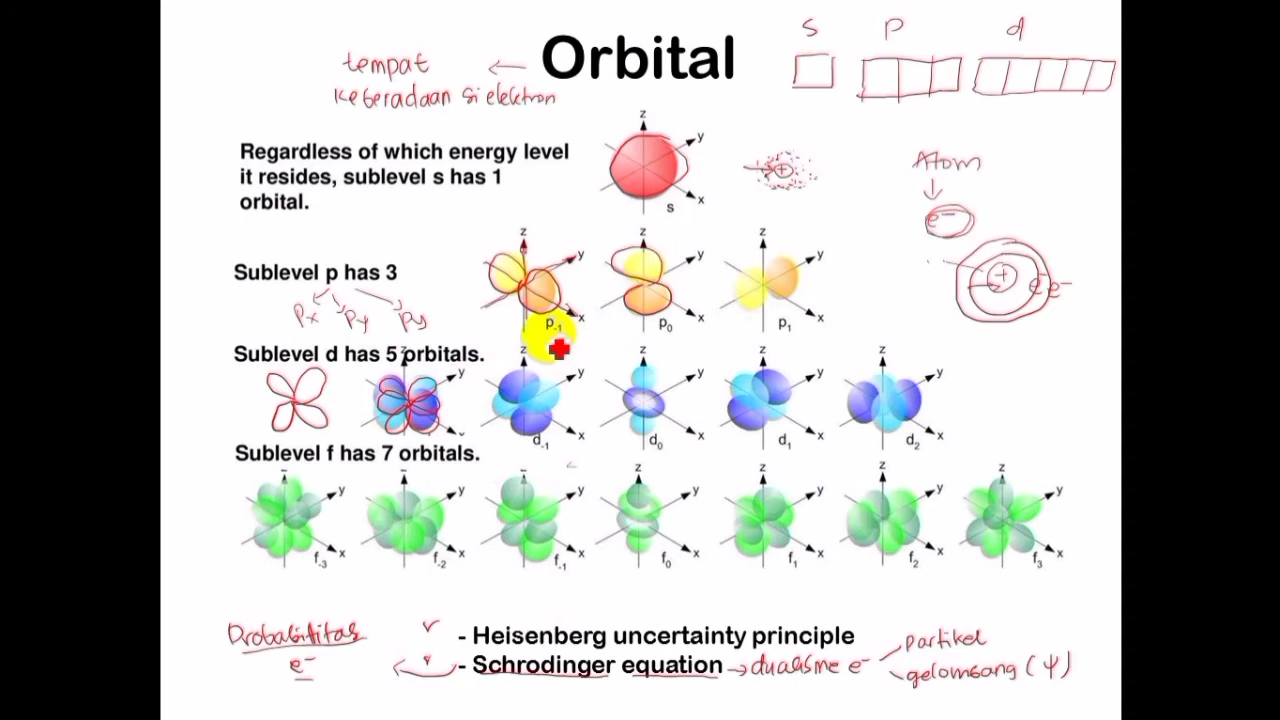 Orbital
tempat ←
keberadaan si elektron
s p d
Regardless of which energy level
it resides, sublevel s has 1
orbital.
z
y
x
s
+
Atom
↓
e⁻
+
e⁻ e⁻
Sublevel p has 3
Px Py
z y x p-1
z y x p0
z y x p1
Sublevel d has 5 orbitals.
z y
z y x d-1
z y x d0
z y x d1
z y x d2
Sublevel f has 7 orbitals.
y x f-3
y x f-2
y x f-1
z y x f0
z y x f1
z y x f2
z y x f3
Probabilitas
e⁻
- Heisenberg uncertainty principle
- Schrodinger equation → dualisme e⁻
partikel
gelombang (ψ)